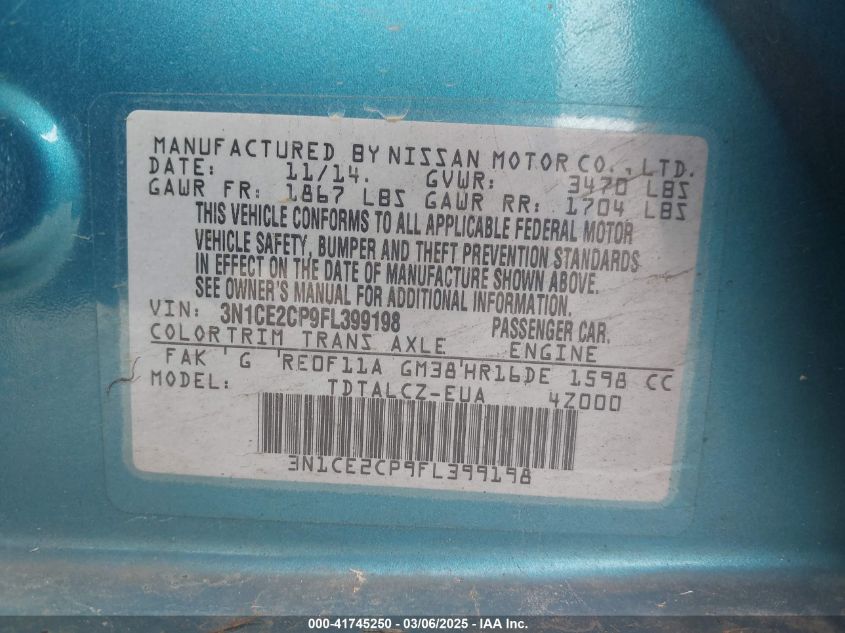 MANUFACTURED BY NISSAN MOTOR CO., LTD.
DATE: 11/14. GVWR: 3470 LBS
GAWR FR: 1867 LBS GAWR RR: 1704 LBS
THIS VEHICLE CONFORMS TO ALL APPLICABLE FEDERAL MOTOR
VEHICLE SAFETY, BUMPER AND THEFT PREVENTION STANDARDS
IN EFFECT ON THE DATE OF MANUFACTURE SHOWN ABOVE.
SEE OWNER'S MANUAL FOR ADDITIONAL INFORMATION.
VIN: 3N1CE2CP9FL399198 PASSENGER CAR.
COLOR TRIM TRANS AXLE ENGINE
FAK ' G 'RE0F11A GM38'HR16DE 1598 CC
MODEL: TDTALCZ-EUA 4Z000
3N1CE2CP9FL399198
000-41745250 - 03/06/2025 - IAAI Inc.